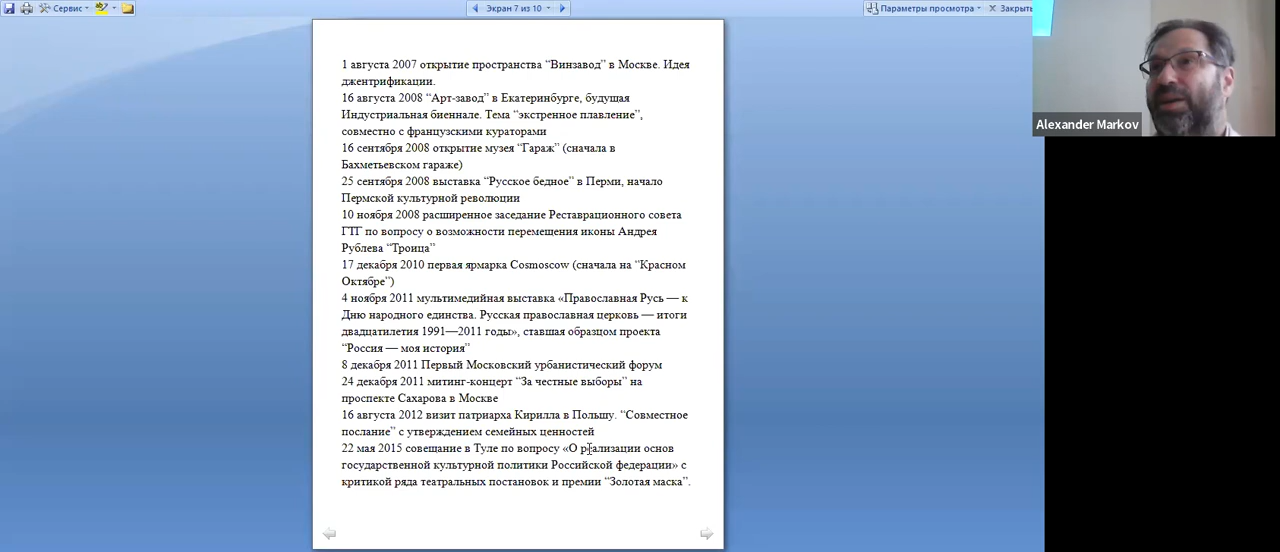 Сервис
Экран 7 из 10
Параметры просмотра
Закрыть
1 августа 2007 открытие пространства “Винзавод” в Москве. Идея
джентрификации.
16 августа 2008 “Арт-завод” в Екатеринбурге, будущая
Индустриальная биеннале. Тема “экстренное плавление”,
совместно с французскими кураторами
16 сентября 2008 открытие музея “Гараж” (сначала в
Бахметьевском гараже)
25 сентября 2008 выставка “Русское бедное” в Перми, начало
Пермской культурной революции
10 ноября 2008 расширенное заседание Реставрационного совета
ГТГ по вопросу о возможности перемещения иконы Андрея
Рублева “Троица”
17 декабря 2010 первая ярмарка Cosmoscow (сначала на “Красном
Октябре”)
4 ноября 2011 мультимедийная выставка «Православная Русь — к
Дню народного единства. Русская православная церковь — итоги
двадцатилетия 1991—2011 годы», ставшая образцом проекта
“Россия — моя история”
8 декабря 2011 Первый Московский урбанистический форум
24 декабря 2011 митинг-концерт “За честные выборы” на
проспекте Сахарова в Москве
16 августа 2012 визит патриарха Кирилла в Польшу. “Совместное
послание” с утверждением семейных ценностей
22 мая 2015 совещание в Туле по вопросу «О реализации основ
государственной культурной политики Российской федерации» с
критикой ряда театральных постановок и премии “Золотая маска”.
Alexander Markov